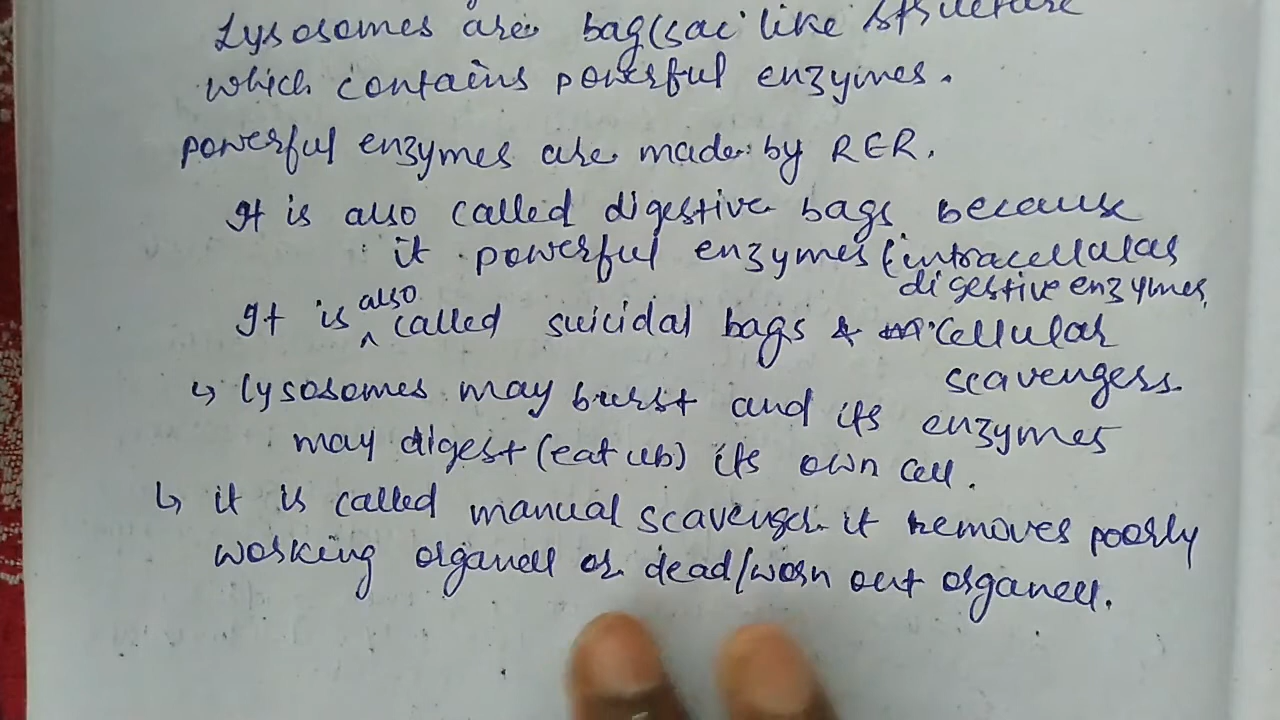 Lysosomes are bag(sac like structure
which contains powerful enzymes.
powerful enzymes are made by RER.
It is also called digestive bags because
it powerful enzymes (intracellular
digestive enzymes,
It is also called suicidal bags & cellular
scavengers.
↳ lysosomes may burst and its enzymes
may digest (eat up) its own cell.
↳ it is called manual scavenger it removes poorly
working organell or dead/worn out organell.